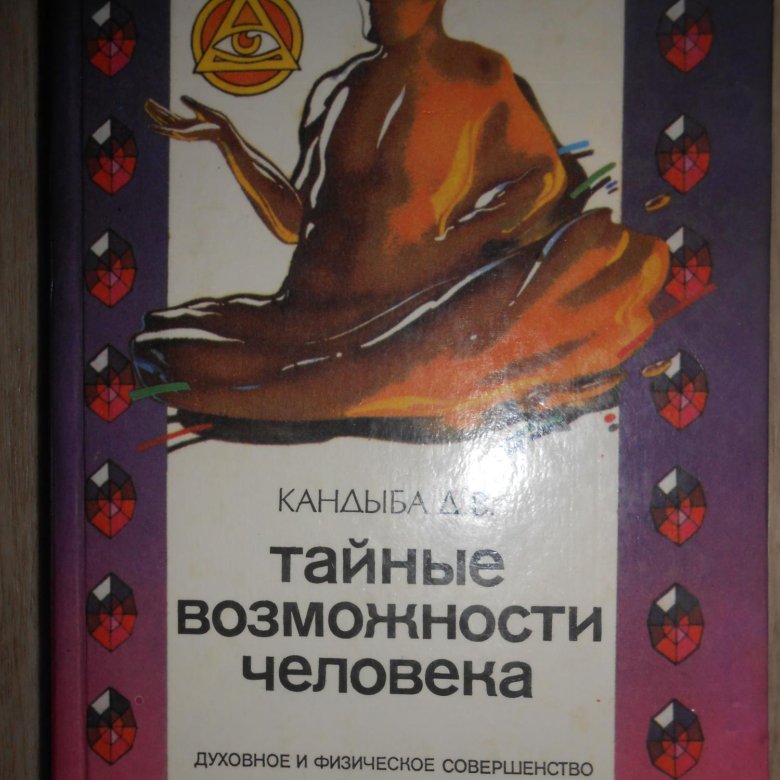 КАНДЫБА Д.В.
тайные
возможности
человека
ДУХОВНОЕ И ФИЗИЧЕСКОЕ СОВЕРШЕНСТВО